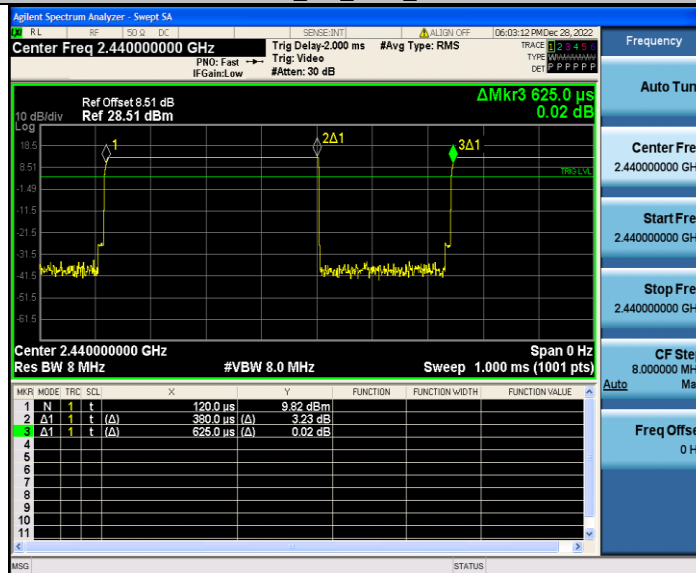 Agilent Spectrum Analyzer - Swept SA
RL RF 50 Ω DC SENSE:INT ALIGN OFF 06:03:12 PM Dec 28, 2022
Center Freq 2.440000000 GHz
PNO: Fast
IFGain:Low
Trig Delay-2.000 ms
Trig: Video
#Atten: 30 dB
#Avg Type: RMS
TRACE 1 2 3 4 5 6
TYPE
DET P P P P P P
Ref Offset 8.51 dB
Ref 28.51 dBm
10 dB/div
Log
ΔMkr3 625.0 µs
0.02 dB
1
2Δ1
3Δ1
TRIG LVL
18.5
8.51
-1.49
-11.5
-21.5
-31.5
-41.5
-51.5
-61.5
Center 2.440000000 GHz Span 0 Hz
Res BW 8 MHz #VBW 8.0 MHz Sweep 1.000 ms (1001 pts)
MKR MODE TRC SCL X Y FUNCTION FUNCTION WIDTH FUNCTION VALUE
1 N 1 t 120.0 µs 9.82 dBm
2 Δ1 1 t (Δ) 380.0 µs (Δ) 3.23 dB
3 Δ1 1 t (Δ) 625.0 µs (Δ) 0.02 dB
4
5
6
7
8
9
10
11
MSG STATUS
Frequency
Auto Tun
Center Fre
2.440000000 GH
Start Fre
2.440000000 GH
Stop Fre
2.440000000 GH
CF Ste
8.000000 MH
Auto Ma
Freq Offse
0 H